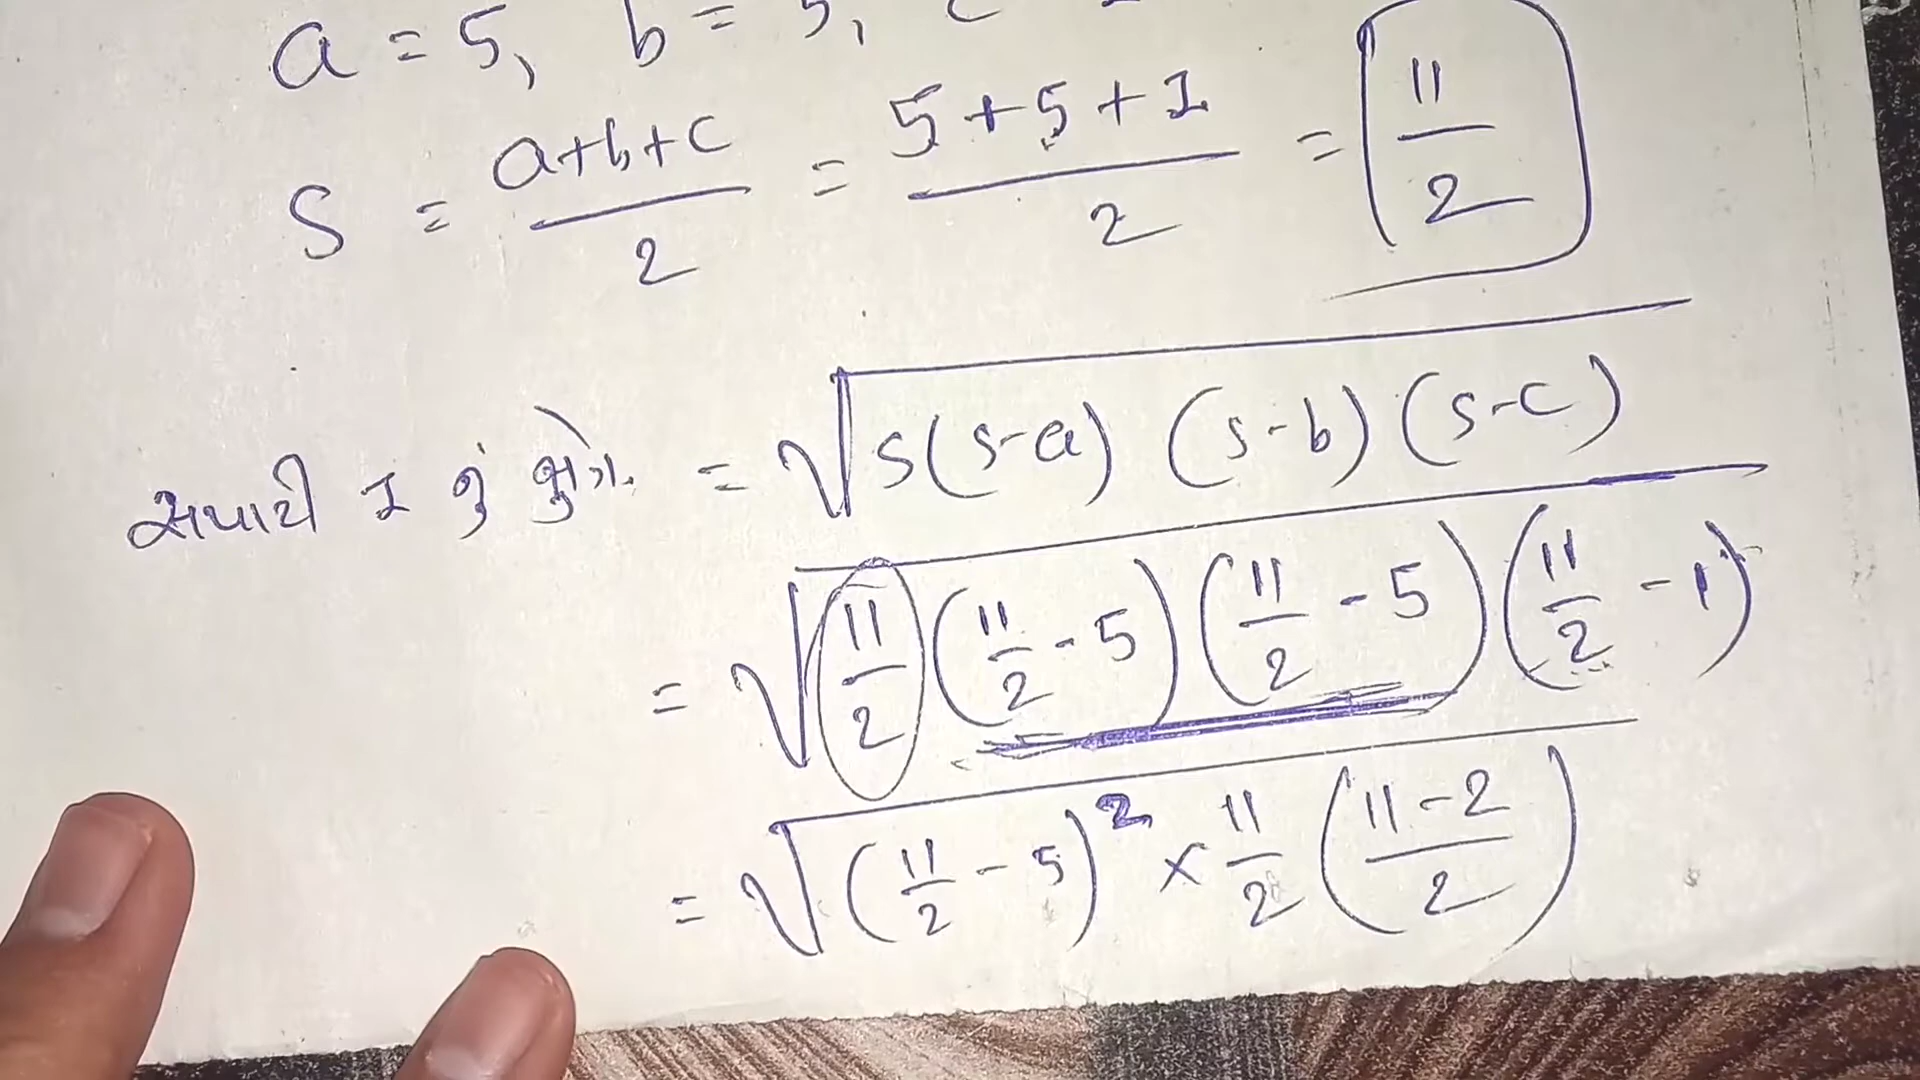 a = 5, b = 5, c
S = a+b+c/2 = 5+5+1/2 = 11/2
સપાટી I નું ક્ષેત્ર. = √s(s-a) (s-b) (s-c)
= √11/2 (11/2 - 5) (11/2 - 5) (11/2 - 1)
= √(11/2 - 5)² × 11/2 (11-2/2)